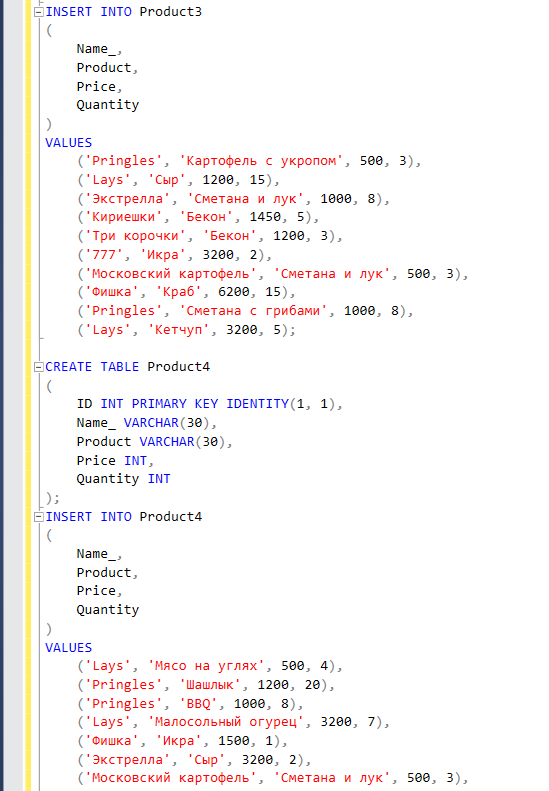 INSERT INTO Product3
(
Name_,
Product,
Price,
Quantity
)
VALUES
('Pringles', 'Картофель с укропом', 500, 3),
('Lays', 'Сыр', 1200, 15),
('Экстрелла', 'Сметана и лук', 1000, 8),
('Кириешки', 'Бекон', 1450, 5),
('Три корочки', 'Бекон', 1200, 3),
('777', 'Икра', 3200, 2),
('Московский картофель', 'Сметана и лук', 500, 3),
('Фишка', 'Краб', 6200, 15),
('Pringles', 'Сметана с грибами', 1000, 8),
('Lays', 'Кетчуп', 3200, 5);
CREATE TABLE Product4
(
ID INT PRIMARY KEY IDENTITY(1, 1),
Name_ VARCHAR(30),
Product VARCHAR(30),
Price INT,
Quantity INT
);
INSERT INTO Product4
(
Name_,
Product,
Price,
Quantity
)
VALUES
('Lays', 'Мясо на углях', 500, 4),
('Pringles', 'Шашлык', 1200, 20),
('Pringles', 'BBQ', 1000, 8),
('Lays', 'Малосольный огурец', 3200, 7),
('Фишка', 'Икра', 1500, 1),
('Экстрелла', 'Сыр', 3200, 2),
('Московский картофель', 'Сметана и лук', 500, 3),